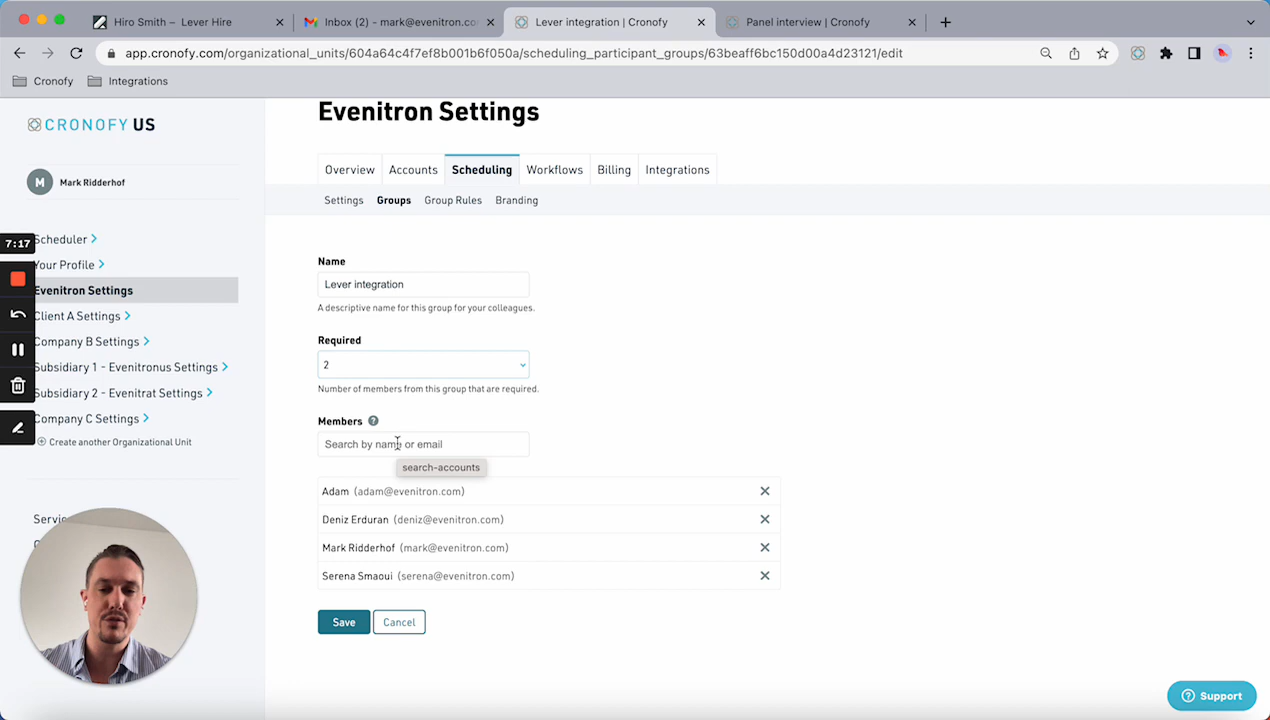 Hiro Smith – Lever Hire
Inbox (2) - mark@evenitron.co
Lever integration | Cronofy
Panel interview | Cronofy
app.cronofy.com/organizational_units/604a64c4f7ef8b001b6f050a/scheduling_participant_groups/63beaff6bc150d00a4d23121/edit
Cronofy
Integrations
CRONOFY US
M
Mark Ridderhof
7:17
Scheduler
Your Profile
Evenitron Settings
Client A Settings
Company B Settings
Subsidiary 1 - Evenitronus Settings
Subsidiary 2 - Evenitrat Settings
Company C Settings
Create another Organizational Unit
Servic
Evenitron Settings
Overview
Accounts
Scheduling
Workflows
Billing
Integrations
Settings
Groups
Group Rules
Branding
Name
Lever integration
A descriptive name for this group for your colleagues.
Required
2
Number of members from this group that are required.
Members ?
Search by name or email
search-accounts
Adam (adam@evenitron.com)
Deniz Erduran (deniz@evenitron.com)
Mark Ridderhof (mark@evenitron.com)
Serena Smaoui (serena@evenitron.com)
Save
Cancel
? Support